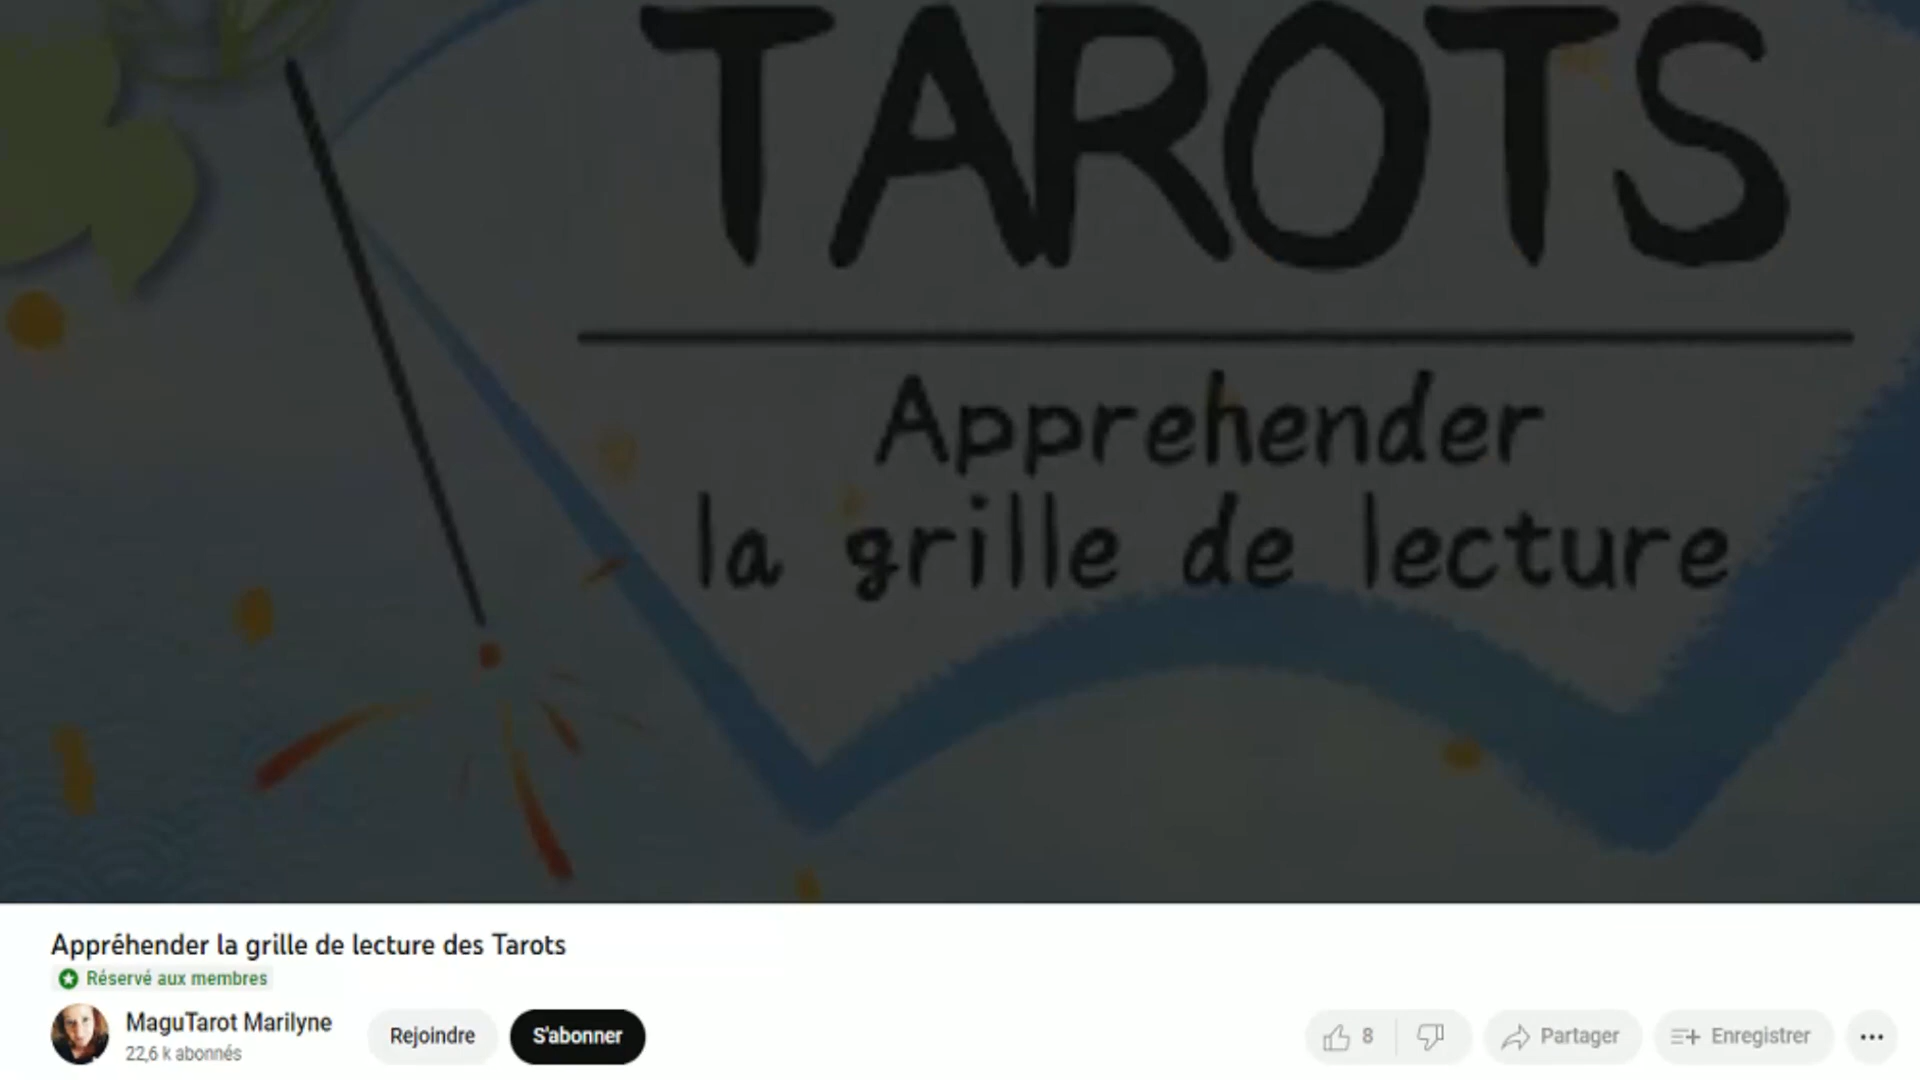 TAROTS
Apprehender
la grille de lecture
Appréhender la grille de lecture des Tarots
Réservé aux membres
MaguTarot Marilyne
22,6 k abonnés
Rejoindre
S'abonner
8
Partager
Enregistrer